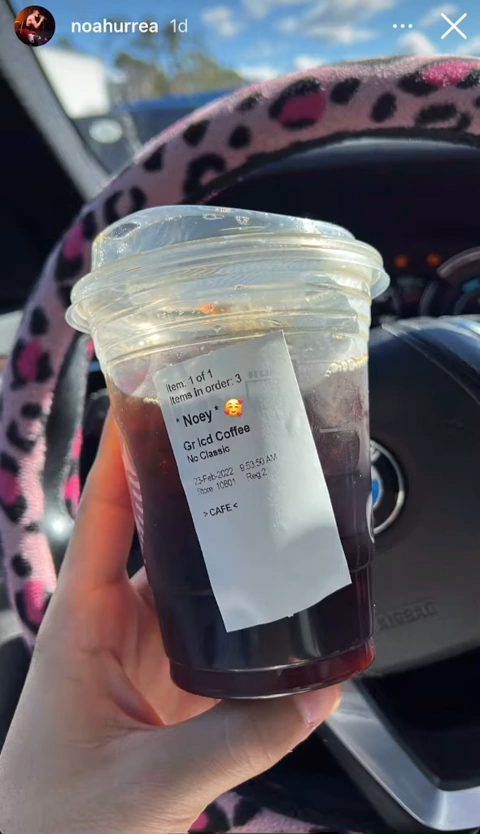 noahurrea 1d
Item: 1 of 1
Items in order: 3
* Noey * 🥰
Gr Icd Coffee
No Classic
23-Feb-2022 9:53:50 AM
Store: 10801 Reg:2
> CAFE <
AIRBAG